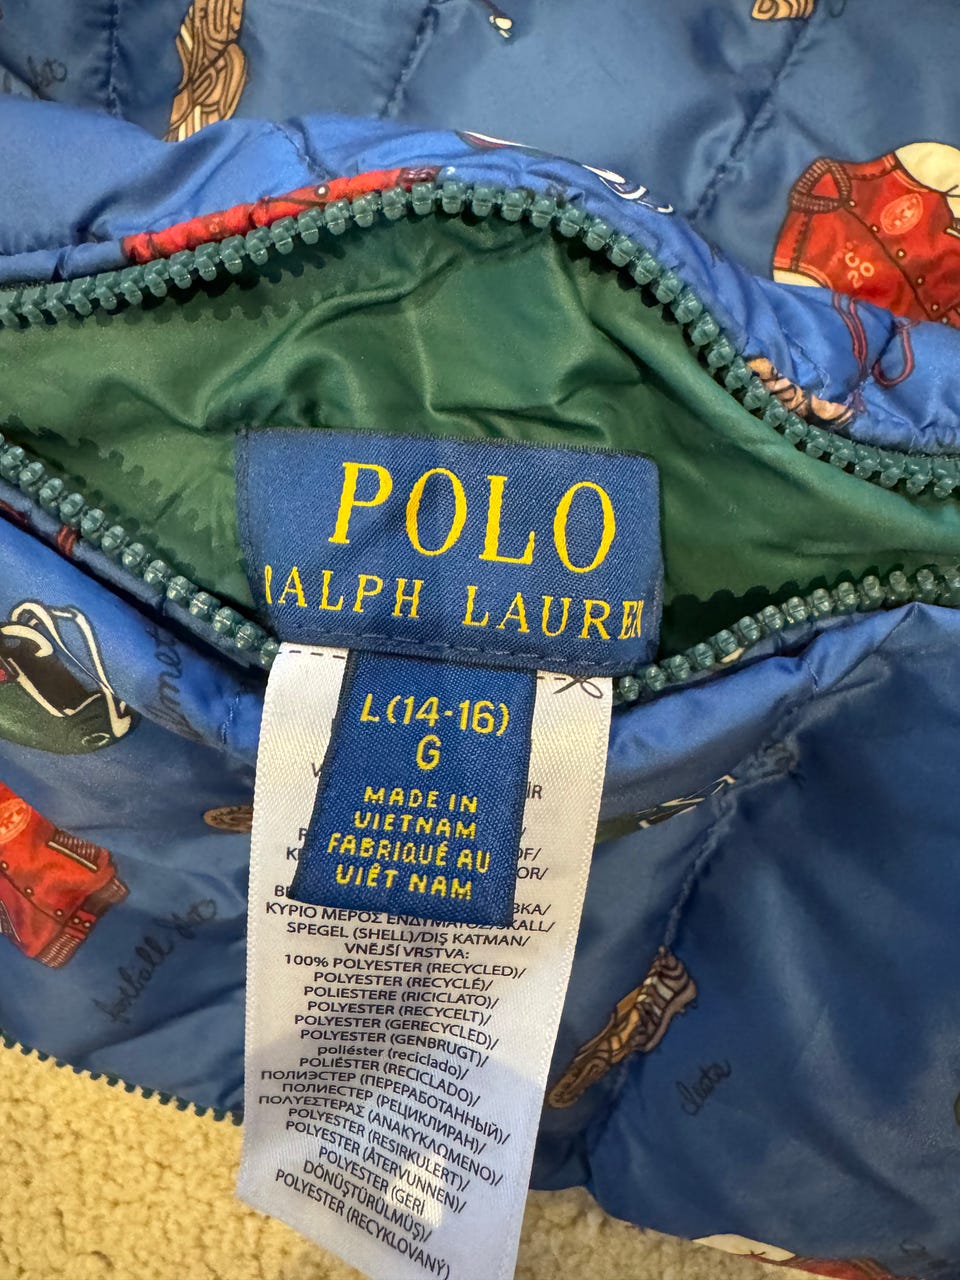 POLO
RALPH LAUREN
L (14-16)
G
MADE IN
VIETNAM
FABRIQUÉ AU
VIÊT NAM
ΚΥΡΙΟ ΜΕΡΟΣ ΕΝΔΥΜΑΤΟΣ/SKALL/
SPEGEL (SHELL)/DIŞ KATMAN/
VNĚJŠÍ VRSTVA:
100% POLYESTER (RECYCLED)/
POLYESTER (RECYCLÉ)/
POLIESTERE (RICICLATO)/
POLYESTER (RECYCELT)/
POLYESTER (GERECYCLED)/
POLYESTER (GENBRUGT)/
poliéster (reciclado)/
POLIÉSTER (RECICLADO)/
ПОЛИЭСТЕР (ПЕРЕРАБОТАННЫЙ)/
ПОЛИЕСТЕР (РЕЦИКЛИРАН)/
ΠΟΛΥΕΣΤΕΡΑΣ (ΑΝΑΚΥΚΛΩΜΕΝΟ)/
POLYESTER (RESIRKULERT)/
POLYESTER (ÅTERVUNNEN)/
POLYESTER (GERİ
DÖNÜŞTÜRÜLMÜŞ)/
POLYESTER (RECYKLOVANÝ)